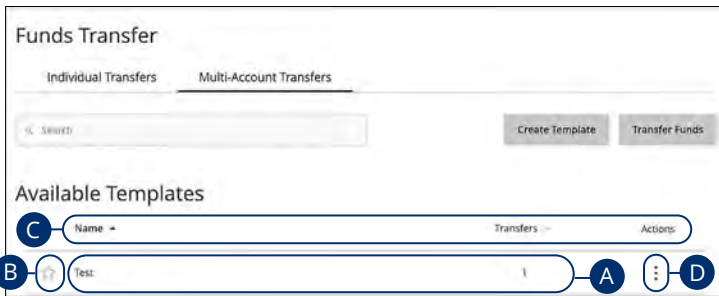 Funds Transfer
Individual Transfers Multi-Account Transfers
Search Create Template Transfer Funds
Available Templates
C Name Transfers Actions
B Test 1 A D